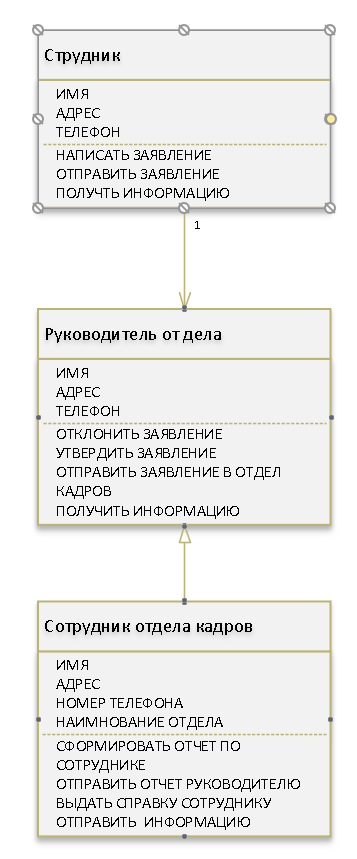 Струдник
ИМЯ
АДРЕС
ТЕЛЕФОН
НАПИСАТЬ ЗАЯВЛЕНИЕ
ОТПРАВИТЬ ЗАЯВЛЕНИЕ
ПОЛУЧТЬ ИНФОРМАЦИЮ
1
Руководитель отдела
ИМЯ
АДРЕС
ТЕЛЕФОН
ОТКЛОНИТЬ ЗАЯВЛЕНИЕ
УТВЕРДИТЬ ЗАЯВЛЕНИЕ
ОТПРАВИТЬ ЗАЯВЛЕНИЕ В ОТДЕЛ
КАДРОВ
ПОЛУЧИТЬ ИНФОРМАЦИЮ
Сотрудник отдела кадров
ИМЯ
АДРЕС
НОМЕР ТЕЛЕФОНА
НАИМНОВАНИЕ ОТДЕЛА
СФОРМИРОВАТЬ ОТЧЕТ ПО
СОТРУДНИКЕ
ОТПРАВИТЬ ОТЧЕТ РУКОВОДИТЕЛЮ
ВЫДАТЬ СПРАВКУ СОТРУДНИКУ
ОТПРАВИТЬ ИНФОРМАЦИЮ